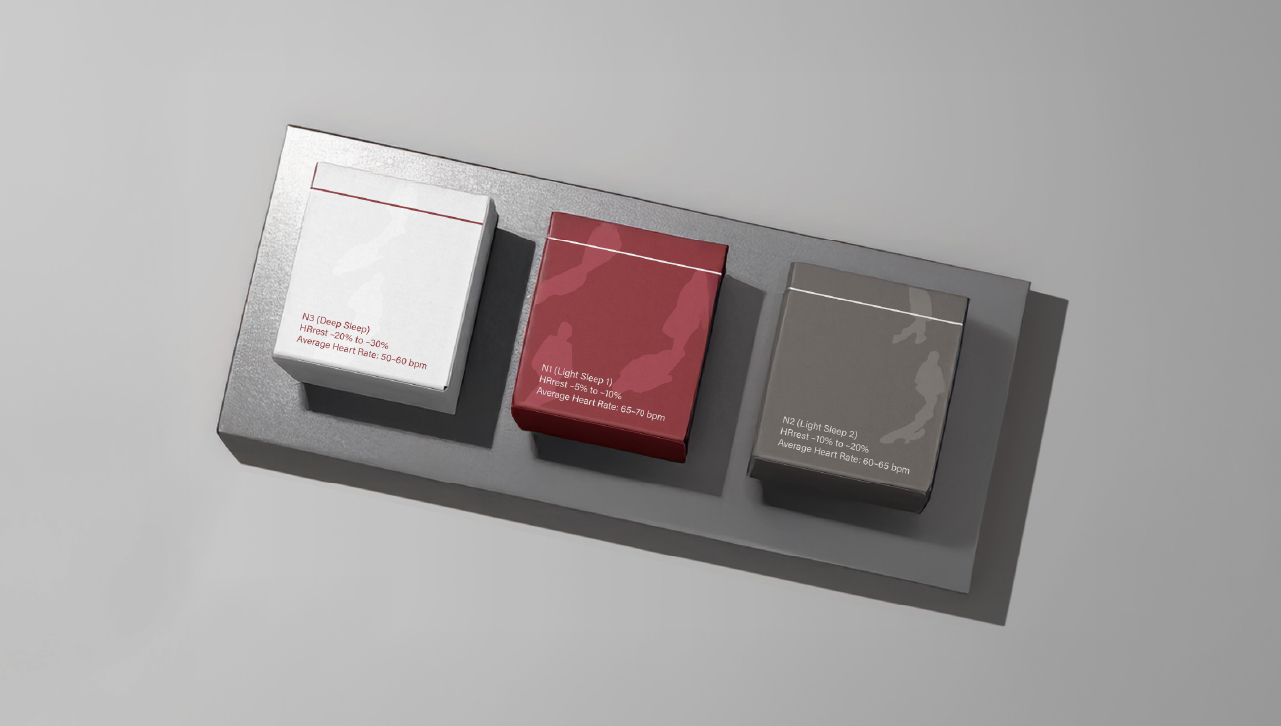 N3 (Deep Sleep)
HRrest -20% to -30%
Average Heart Rate: 50-60 bpm
N1 (Light Sleep 1)
HRrest -5% to -10%
Average Heart Rate: 65-70 bpm
N2 (Light Sleep 2)
HRrest -10% to -20%
Average Heart Rate: 60-65 bpm